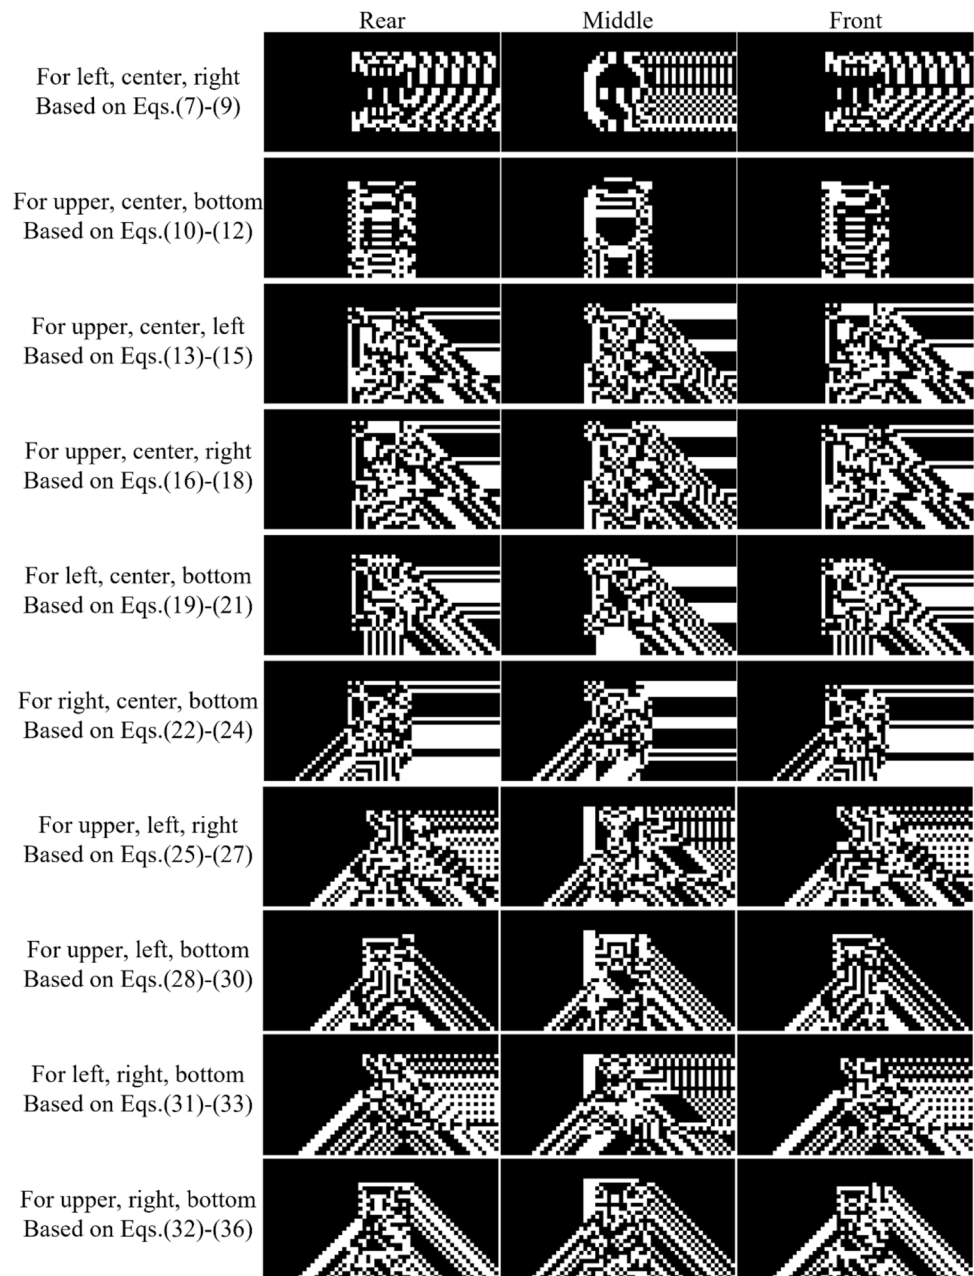 Rear Middle Front
For left, center, right
Based on Eqs.(7)-(9)
For upper, center, bottom
Based on Eqs.(10)-(12)
For upper, center, left
Based on Eqs.(13)-(15)
For upper, center, right
Based on Eqs.(16)-(18)
For left, center, bottom
Based on Eqs.(19)-(21)
For right, center, bottom
Based on Eqs.(22)-(24)
For upper, left, right
Based on Eqs.(25)-(27)
For upper, left, bottom
Based on Eqs.(28)-(30)
For left, right, bottom
Based on Eqs.(31)-(33)
For upper, right, bottom
Based on Eqs.(32)-(36)